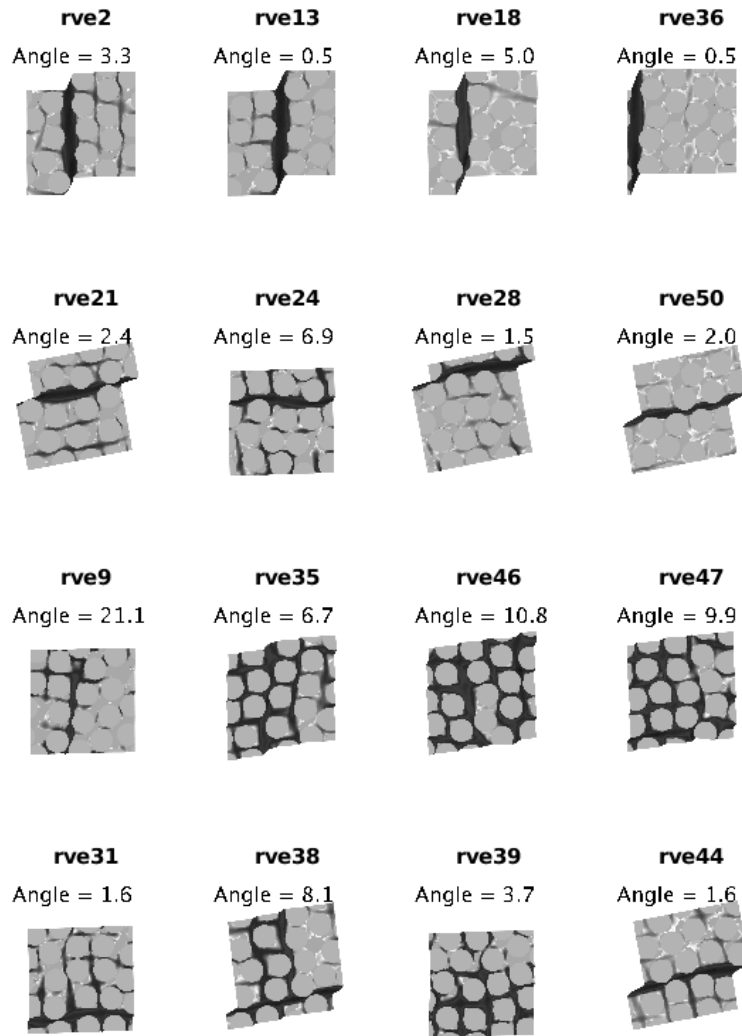 rve2 rve13 rve18 rve36
Angle = 3.3 Angle = 0.5 Angle = 5.0 Angle = 0.5
rve21 rve24 rve28 rve50
Angle = 2.4 Angle = 6.9 Angle = 1.5 Angle = 2.0
rve9 rve35 rve46 rve47
Angle = 21.1 Angle = 6.7 Angle = 10.8 Angle = 9.9
rve31 rve38 rve39 rve44
Angle = 1.6 Angle = 8.1 Angle = 3.7 Angle = 1.6